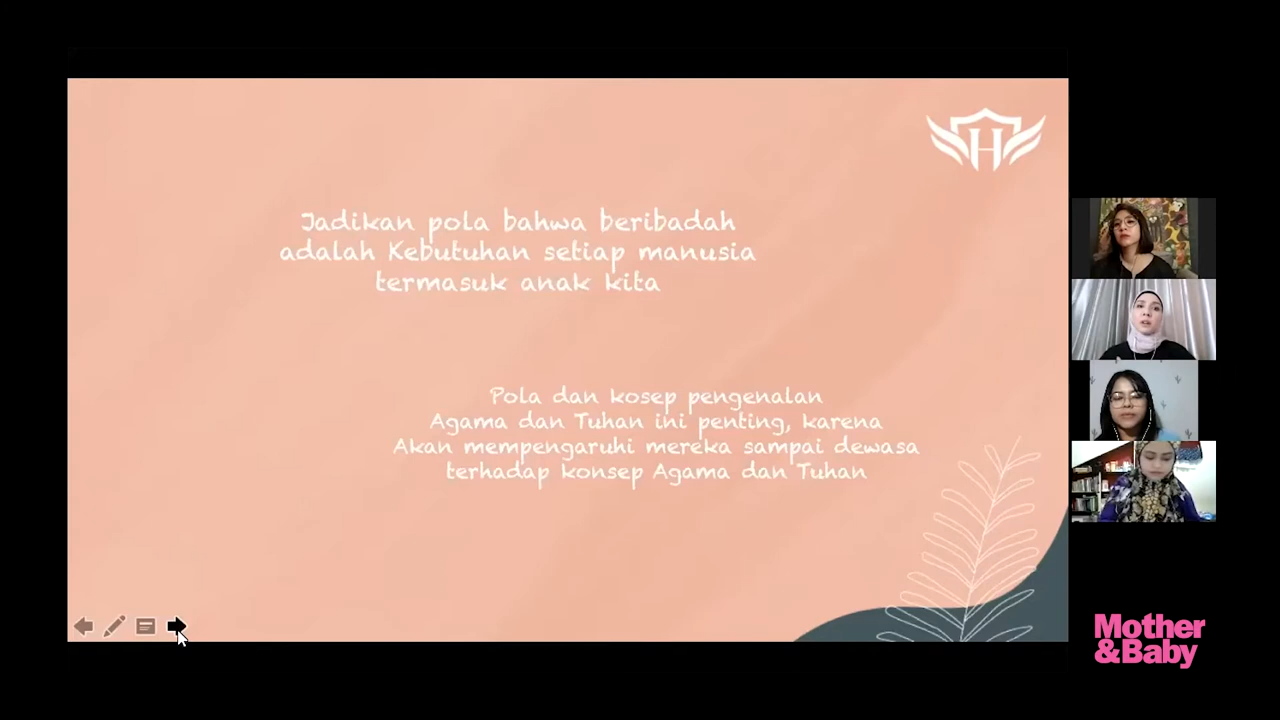 H
Jadikan pola bahwa beribadah
adalah Kebutuhan setiap manusia
termasuk anak kita
Pola dan kosep pengenalan
Agama dan Tuhan ini penting, karena
Akan mempengaruhi mereka sampai dewasa
terhadap konsep Agama dan Tuhan
Mother
&Baby